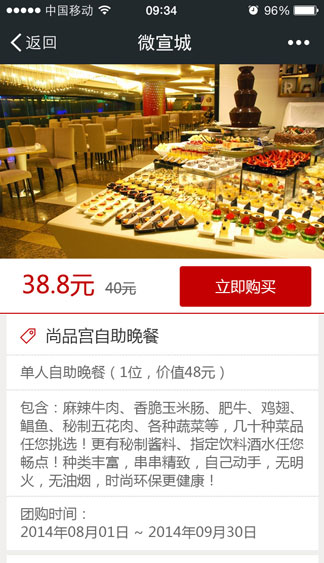 中国移动 09:34 96%
返回 微宣城
38.8元 40元 立即购买
尚品宫自助晚餐
单人自助晚餐（1位，价值48元）
包含：麻辣牛肉、香脆玉米肠、肥牛、鸡翅、
鲳鱼、秘制五花肉、各种蔬菜等，几十种菜品
任您挑选！更有秘制酱料、指定饮料酒水任您
畅点！种类丰富，串串精致，自己动手，无明
火，无油烟，时尚环保更健康！
团购时间：
2014年08月01日 ~ 2014年09月30日